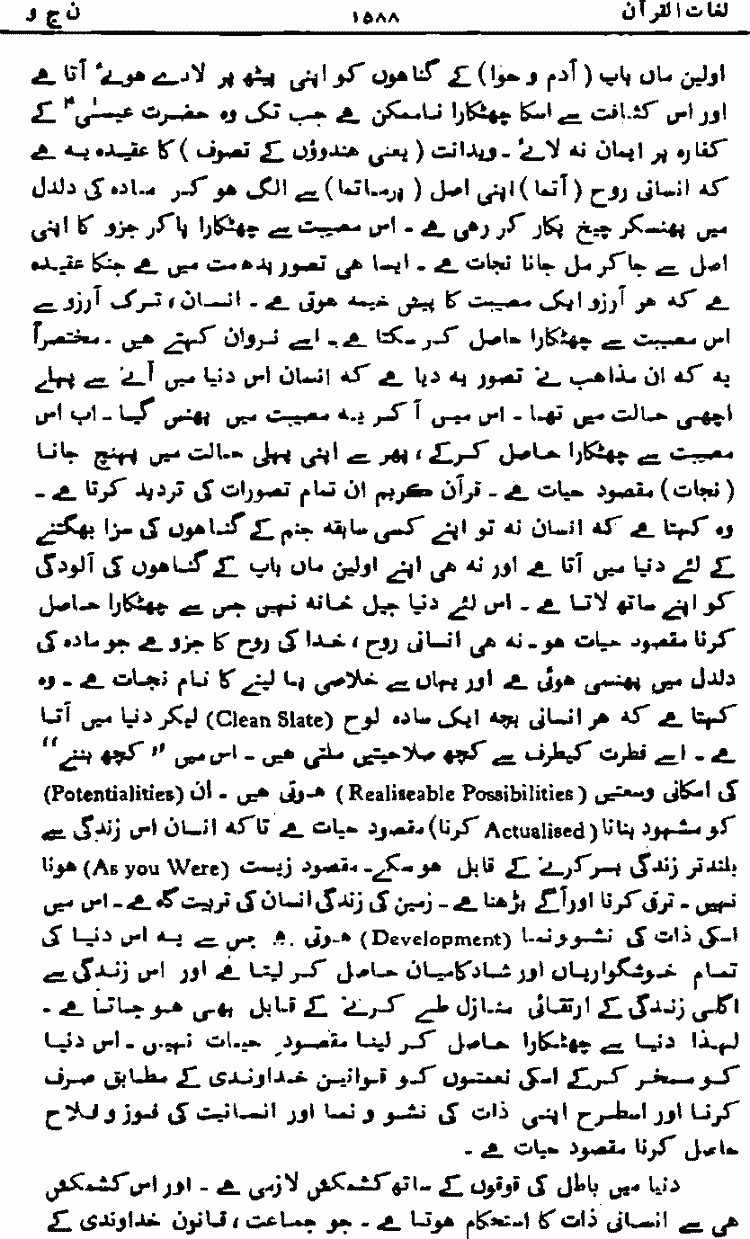 لغات القرآن ۱۵۸۸ ن ج و
اولین ماں باپ ( آدم و حوا) کے گناھوں کو اپنی پیٹھ پر لادے ھوئے آتا ہے
اور اس کثافت سے اسکا چھٹکارا ناممکن ہے جب تک وہ حضرت عیسیٰؑ کے
کفارہ پر ایمان نہ لائے ۔ ویدانت ( یعنی ھندوؤں کے تصوف ) کا عقیدہ یہ ہے
کہ انسانی روح ( آتما ) اپنی اصل ( پرماتما ) سے الگ ھو کر مادہ کی دلدل
میں پھنسکر چیخ پکار کر رھی ہے ۔ اس مصیبت سے چھٹکارا پاکر جزو کا اپنی
اصل سے جا کر مل جانا نجات ہے ۔ ایسا ھی تصور بدھ مت میں ہے جنکا عقیدہ
ہے کہ ھر آرزو ایک مصیبت کا پیش خیمہ ھوتی ہے ۔ انسان ، ترک آرزو سے
اس مصیبت سے چھٹکارا حاصل کر سکتا ہے۔ اسے نروان کہتے ھیں ۔ مختصراً
یہ کہ ان مذاھب نے تصور یہ دیا ہے کہ انسان اس دنیا میں آنے سے پہلے
اچھی حالت میں تھا ۔ اس میں آ کر یہ مصیبت میں پھنس گیا ۔ اب اس
مصیبت سے چھٹکارا حاصل کرکے ، پھر سے اپنی پہلی حالت میں پہنچ جانا
( نجات ) مقصود حیات ہے ۔ قرآن کریم ان تمام تصورات کی تردید کرتا ہے ۔
وہ کہتا ہے کہ انسان نہ تو اپنے کسی سابقہ جنم کے گناھوں کی سزا بھگتنے
کے لئے دنیا میں آتا ہے اور نہ ھی اپنے اولین ماں باپ کے گناھوں کی آلودگی
کو اپنے ساتھ لاتا ہے ۔ اس لئے دنیا جیل خانہ نہیں جس سے چھٹکارا حاصل
کرنا مقصود حیات ھو۔ نہ ھی انسانی روح ، خدا کی روح کا جزو ہے جو مادہ کی
دلدل میں پھنسی ھوئی ہے اور یہاں سے خلاصی پا لینے کا نام نجات ہے ۔ وہ
کہتا ہے کہ ھر انسانی بچہ ایک سادہ لوح (Clean Slate) لیکر دنیا میں آتا
ہے ۔ اسے فطرت کیطرف سے کچھ صلاحیتیں ملتی ھیں ۔ اس میں ” کچھ بننے “
کی امکانی وسعتیں ( Realiseable Possibilities ) ھوتی ھیں ۔ ان (Potentialities)
کو مشہود بنانا ( Actualised کرنا) مقصود حیات ہے تاکہ انسان اس زندگی سے
بلند تر زندگی بسر کرنے کے قابل ھو سکے۔ مقصود زیست (As you Were) ھونا
نہیں ۔ ترقی کرنا اور آگے بڑھنا ہے ۔ زمین کی زندگی انسان کی تربیت گاہ ہے ۔ اس میں
اسکی ذات کی نشو و نما (Development) ھوتی ہے جس سے یہ اس دنیا کی
تمام خوشگواریاں اور شادکامیاں حاصل کر لیتا ہے اور اس زندگی سے
اگلی زندگی کے ارتقائی منازل طے کرنے کے قابل بھی ھو جاتا ہے ۔
لہذا دنیا سے چھٹکارا حاصل کر لینا مقصود حیات نہیں ۔ اس دنیا
کو مسخر کرکے اسکی نعمتوں کو قوانین خداوندی کے مطابق صرف
کرنا اور اسطرح اپنی ذات کی نشو و نما اور انسانیت کی فوز و فلاح
حاصل کرنا مقصود حیات ہے ۔
دنیا میں باطل کی قوتوں کے ساتھ کشمکش لازمی ہے ۔ اور اس کشمکش
ھی سے انسانی ذات کا استحکام ھوتا ہے ۔ جو جماعت ، قانون خداوندی کے